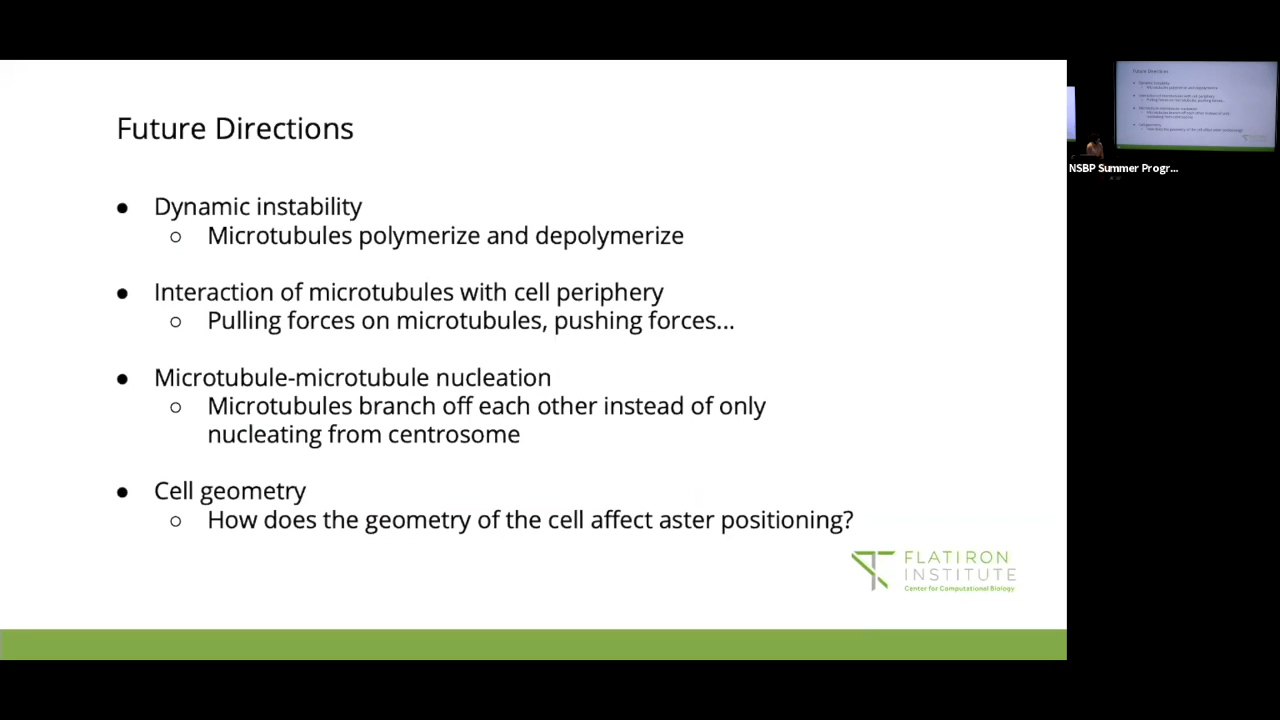 Future Directions
● Dynamic instability
○ Microtubules polymerize and depolymerize
● Interaction of microtubules with cell periphery
○ Pulling forces on microtubules, pushing forces...
● Microtubule-microtubule nucleation
○ Microtubules branch off each other instead of only
nucleating from centrosome
● Cell geometry
○ How does the geometry of the cell affect aster positioning?
FLATIRON
INSTITUTE
Center for Computational Biology
Future Directions
NSBP Summer Progr...